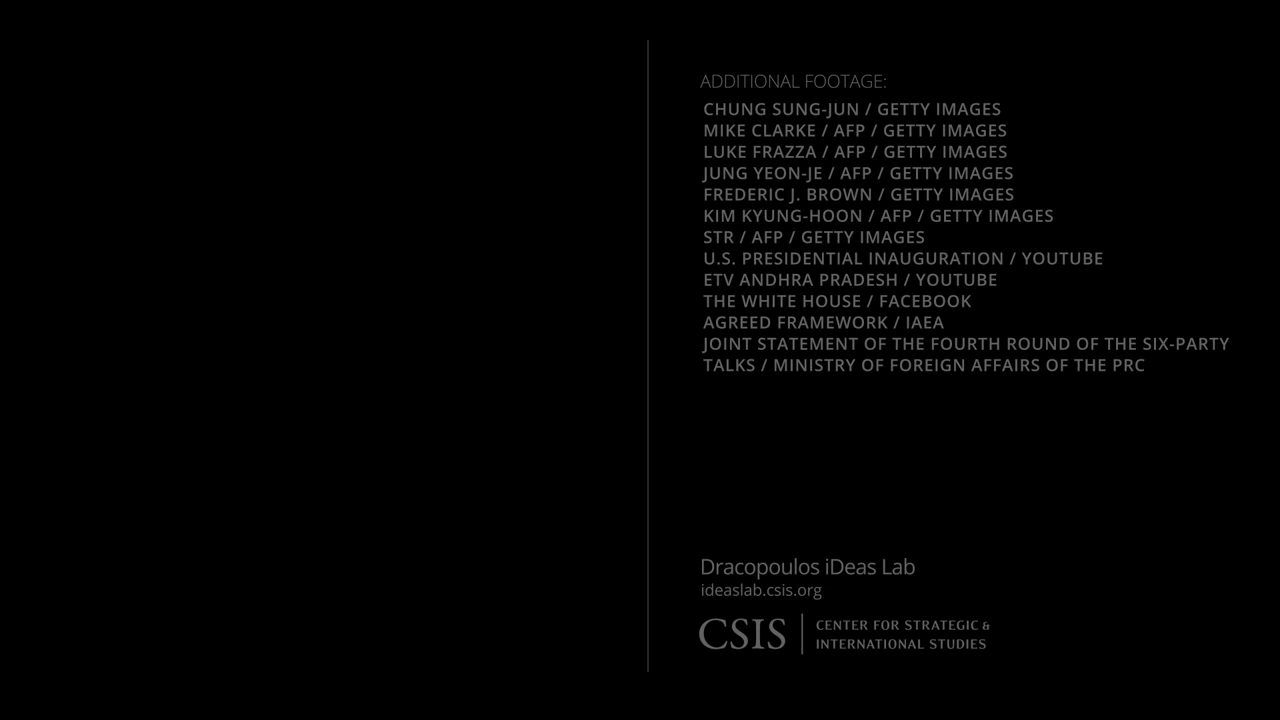 ADDITIONAL FOOTAGE:
CHUNG SUNG-JUN / GETTY IMAGES
MIKE CLARKE / AFP / GETTY IMAGES
LUKE FRAZZA / AFP / GETTY IMAGES
JUNG YEON-JE / AFP / GETTY IMAGES
FREDERIC J. BROWN / GETTY IMAGES
KIM KYUNG-HOON / AFP / GETTY IMAGES
STR / AFP / GETTY IMAGES
U.S. PRESIDENTIAL INAUGURATION / YOUTUBE
ETV ANDHRA PRADESH / YOUTUBE
THE WHITE HOUSE / FACEBOOK
AGREED FRAMEWORK / IAEA
JOINT STATEMENT OF THE FOURTH ROUND OF THE SIX-PARTY
TALKS / MINISTRY OF FOREIGN AFFAIRS OF THE PRC
Dracopoulos iDeas Lab
ideaslab.csis.org
CSIS
CENTER FOR STRATEGIC &
INTERNATIONAL STUDIES